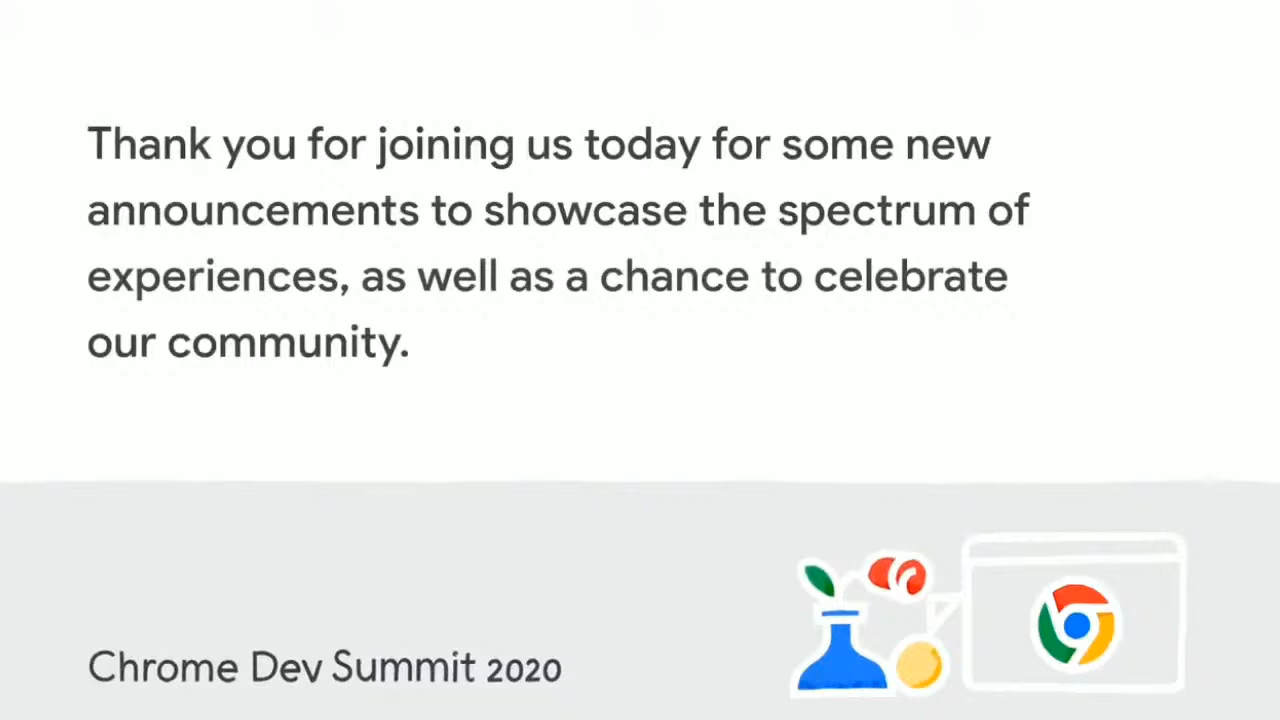 Thank you for joining us today for some new
announcements to showcase the spectrum of
experiences, as well as a chance to celebrate
our community.
Chrome Dev Summit 2020